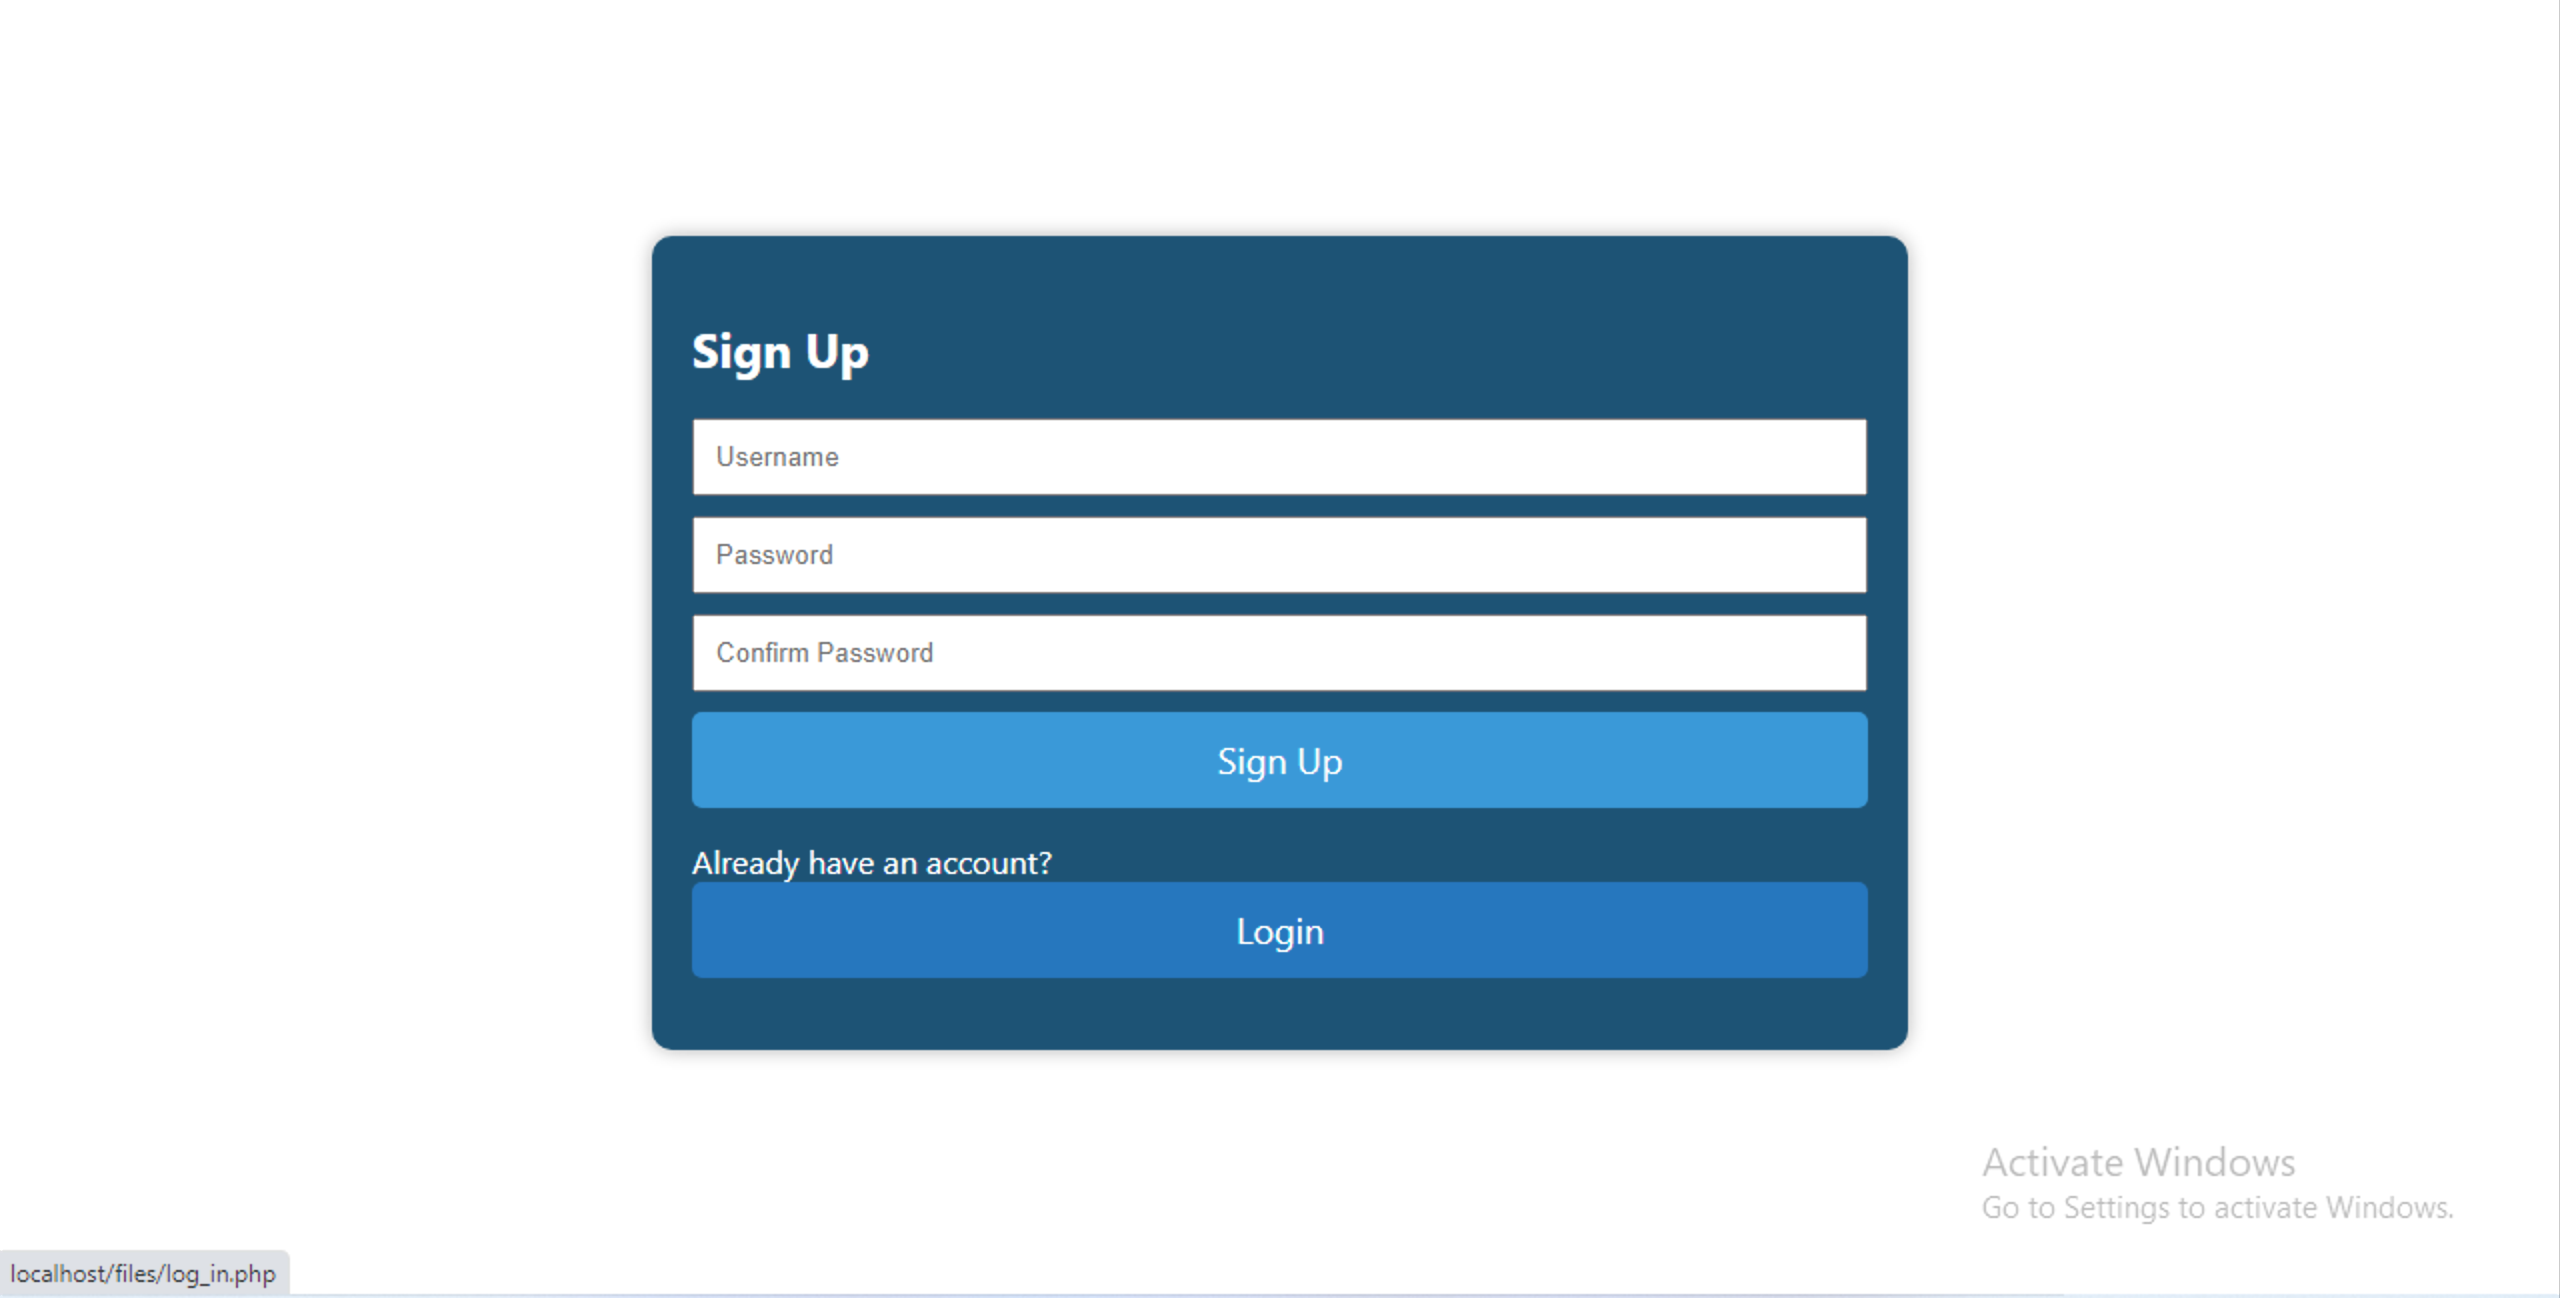 Sign Up
Username
Password
Confirm Password
Sign Up
Already have an account?
Login
Activate Windows
Go to Settings to activate Windows.
localhost/files/log_in.php